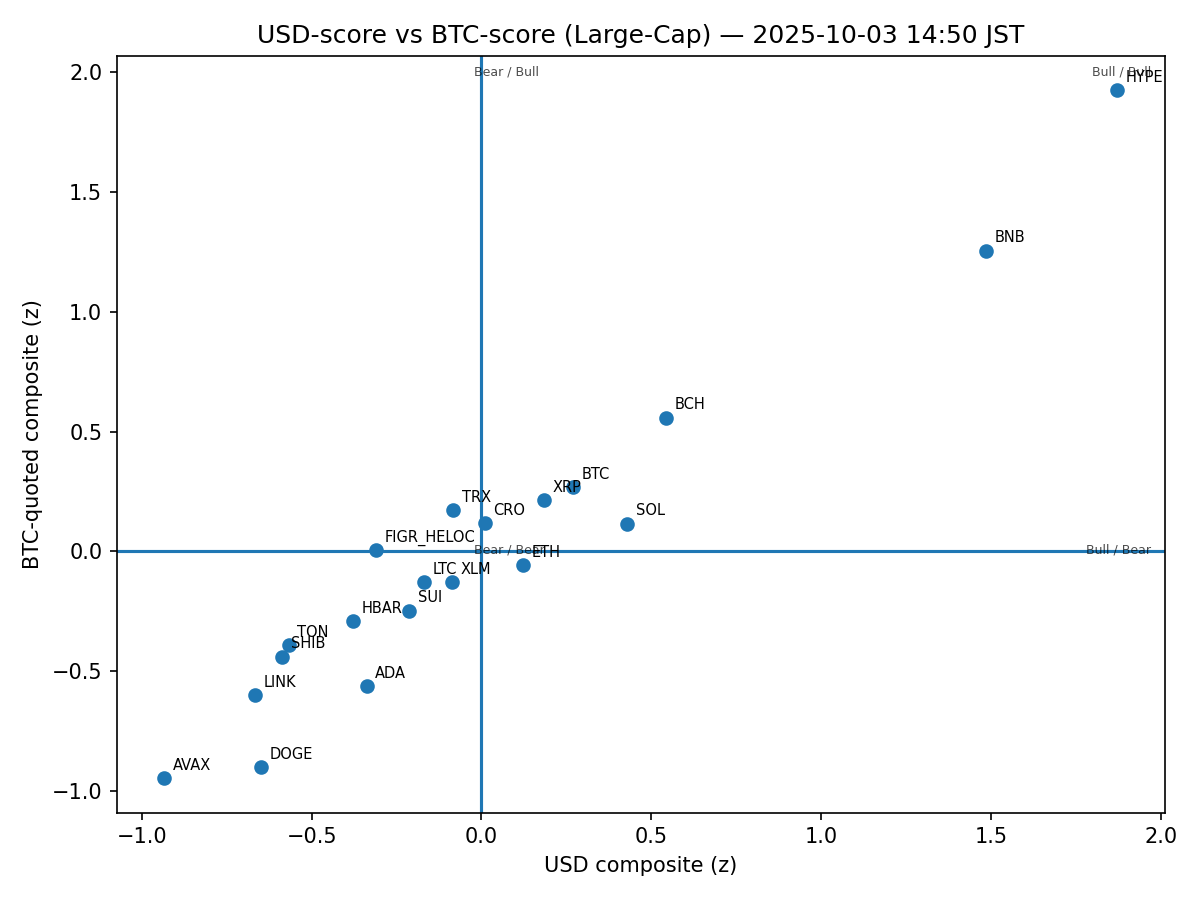 USD-score vs BTC-score (Large-Cap) — 2025-10-03 14:50 JST
Bear / Bull
Bull / Bull
HYPE
BNB
BCH
BTC
XRP
SOL
TRX
CRO
FIGR_HELOC
Bear / Bear
ETH
Bull / Bear
LTC
XLM
SUI
HBAR
TON
SHIB
ADA
LINK
DOGE
AVAX
2.0
1.5
1.0
0.5
0.0
−0.5
−1.0
BTC-quoted composite (z)
−1.0
−0.5
0.0
0.5
1.0
1.5
2.0
USD composite (z)